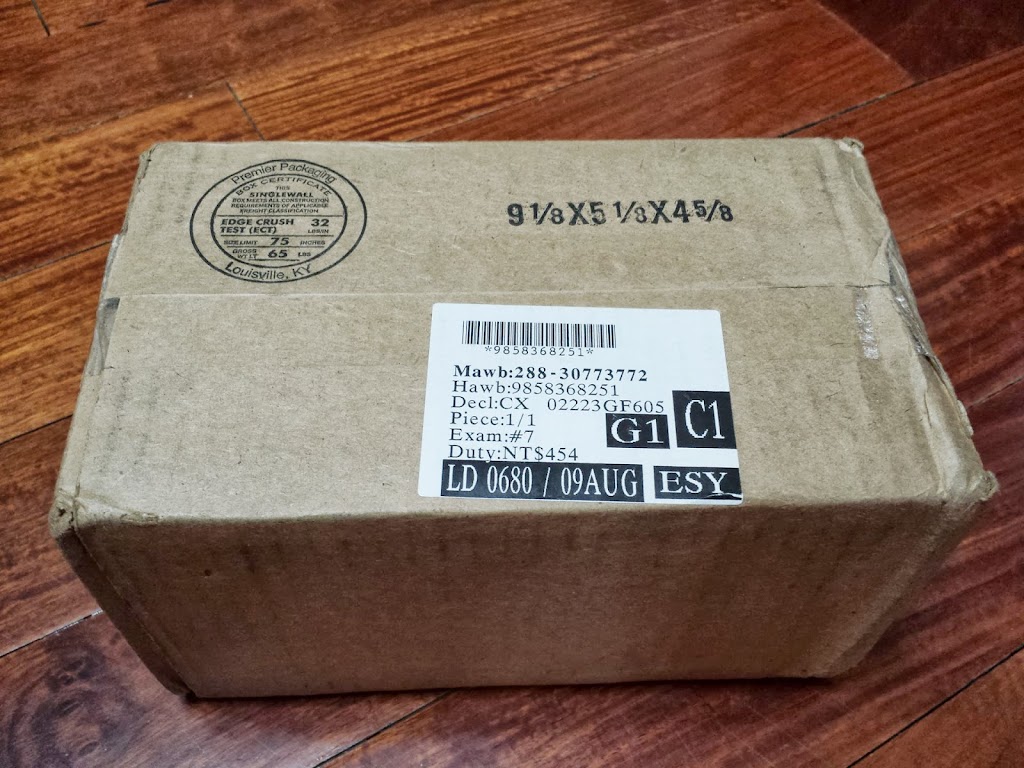 Premier Packaging
BOX CERTIFICATE
THIS
SINGLEWALL
BOX MEETS ALL CONSTRUCTION
REQUIREMENTS OF APPLICABLE
FREIGHT CLASSIFICATION
EDGE CRUSH TEST (ECT) 32 LBS/IN
SIZE LIMIT 75 INCHES
GROSS WT LT 65 LBS
Louisville, KY
9 1/8 X 5 1/8 X 4 5/8
*9858368251*
Mawb:288-30773772
Hawb:9858368251
Decl:CX 02223GF605
Piece:1/1
Exam:#7
G1
C1
Duty:NT$454
LD 0680 / 09AUG
ESY